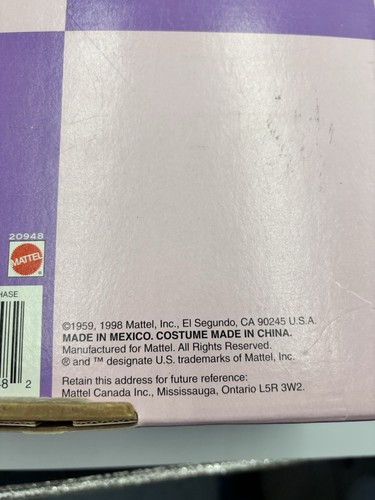 20948
MATTEL
®
HASE
8 2
©1959, 1998 Mattel, Inc., El Segundo, CA 90245 U.S.A.
MADE IN MEXICO. COSTUME MADE IN CHINA.
Manufactured for Mattel. All Rights Reserved.
® and ™ designate U.S. trademarks of Mattel, Inc.
Retain this address for future reference:
Mattel Canada Inc., Mississauga, Ontario L5R 3W2.